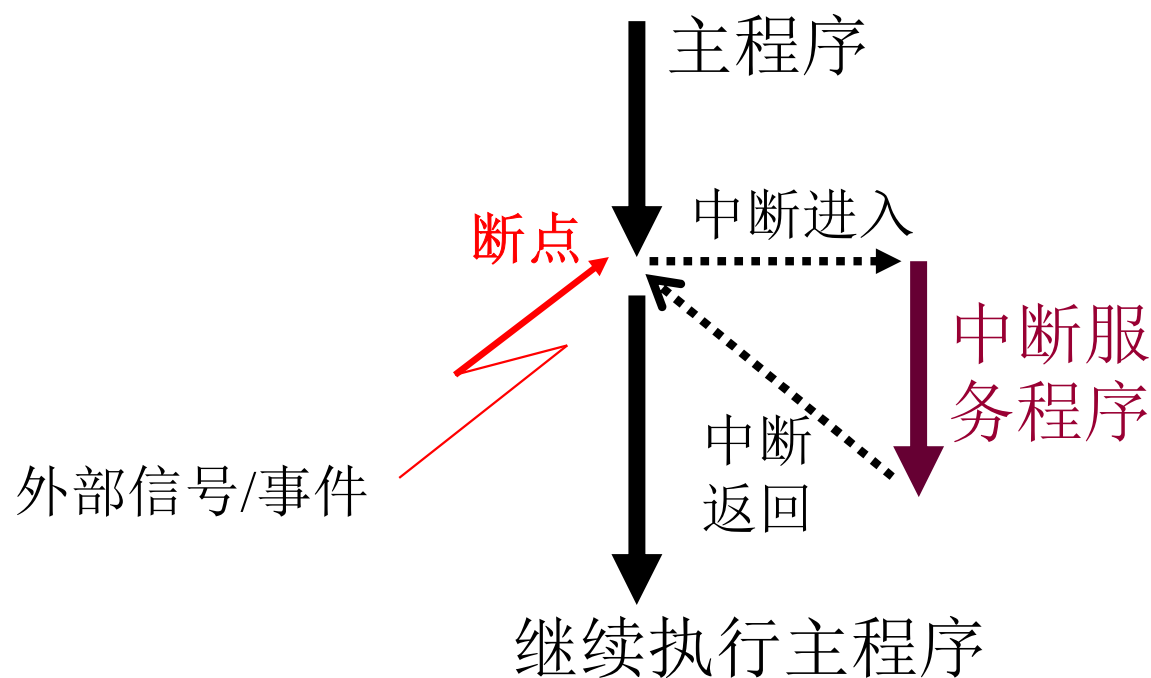 主程序
中断进入
断点
中断服
务程序
中断
返回
外部信号/事件
继续执行主程序